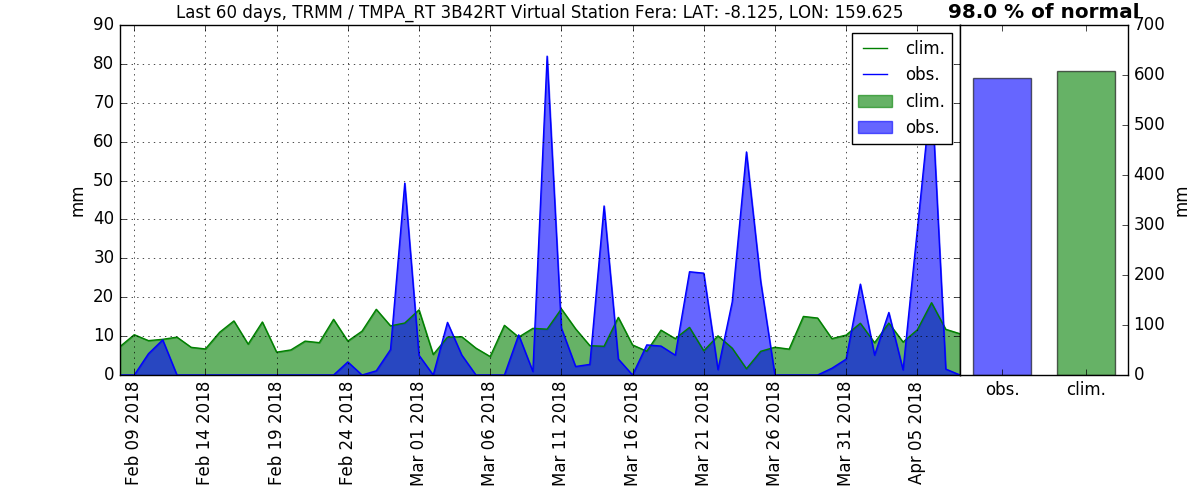 Last 60 days, TRMM / TMPA_RT 3B42RT Virtual Station Fera: LAT: -8.125, LON: 159.625
98.0 % of normal
90
80
70
60
50
40
30
20
10
0
mm
clim.
obs.
clim.
obs.
700
600
500
400
300
200
100
0
mm
obs.
clim.
Feb 09 2018
Feb 14 2018
Feb 19 2018
Feb 24 2018
Mar 01 2018
Mar 06 2018
Mar 11 2018
Mar 16 2018
Mar 21 2018
Mar 26 2018
Mar 31 2018
Apr 05 2018